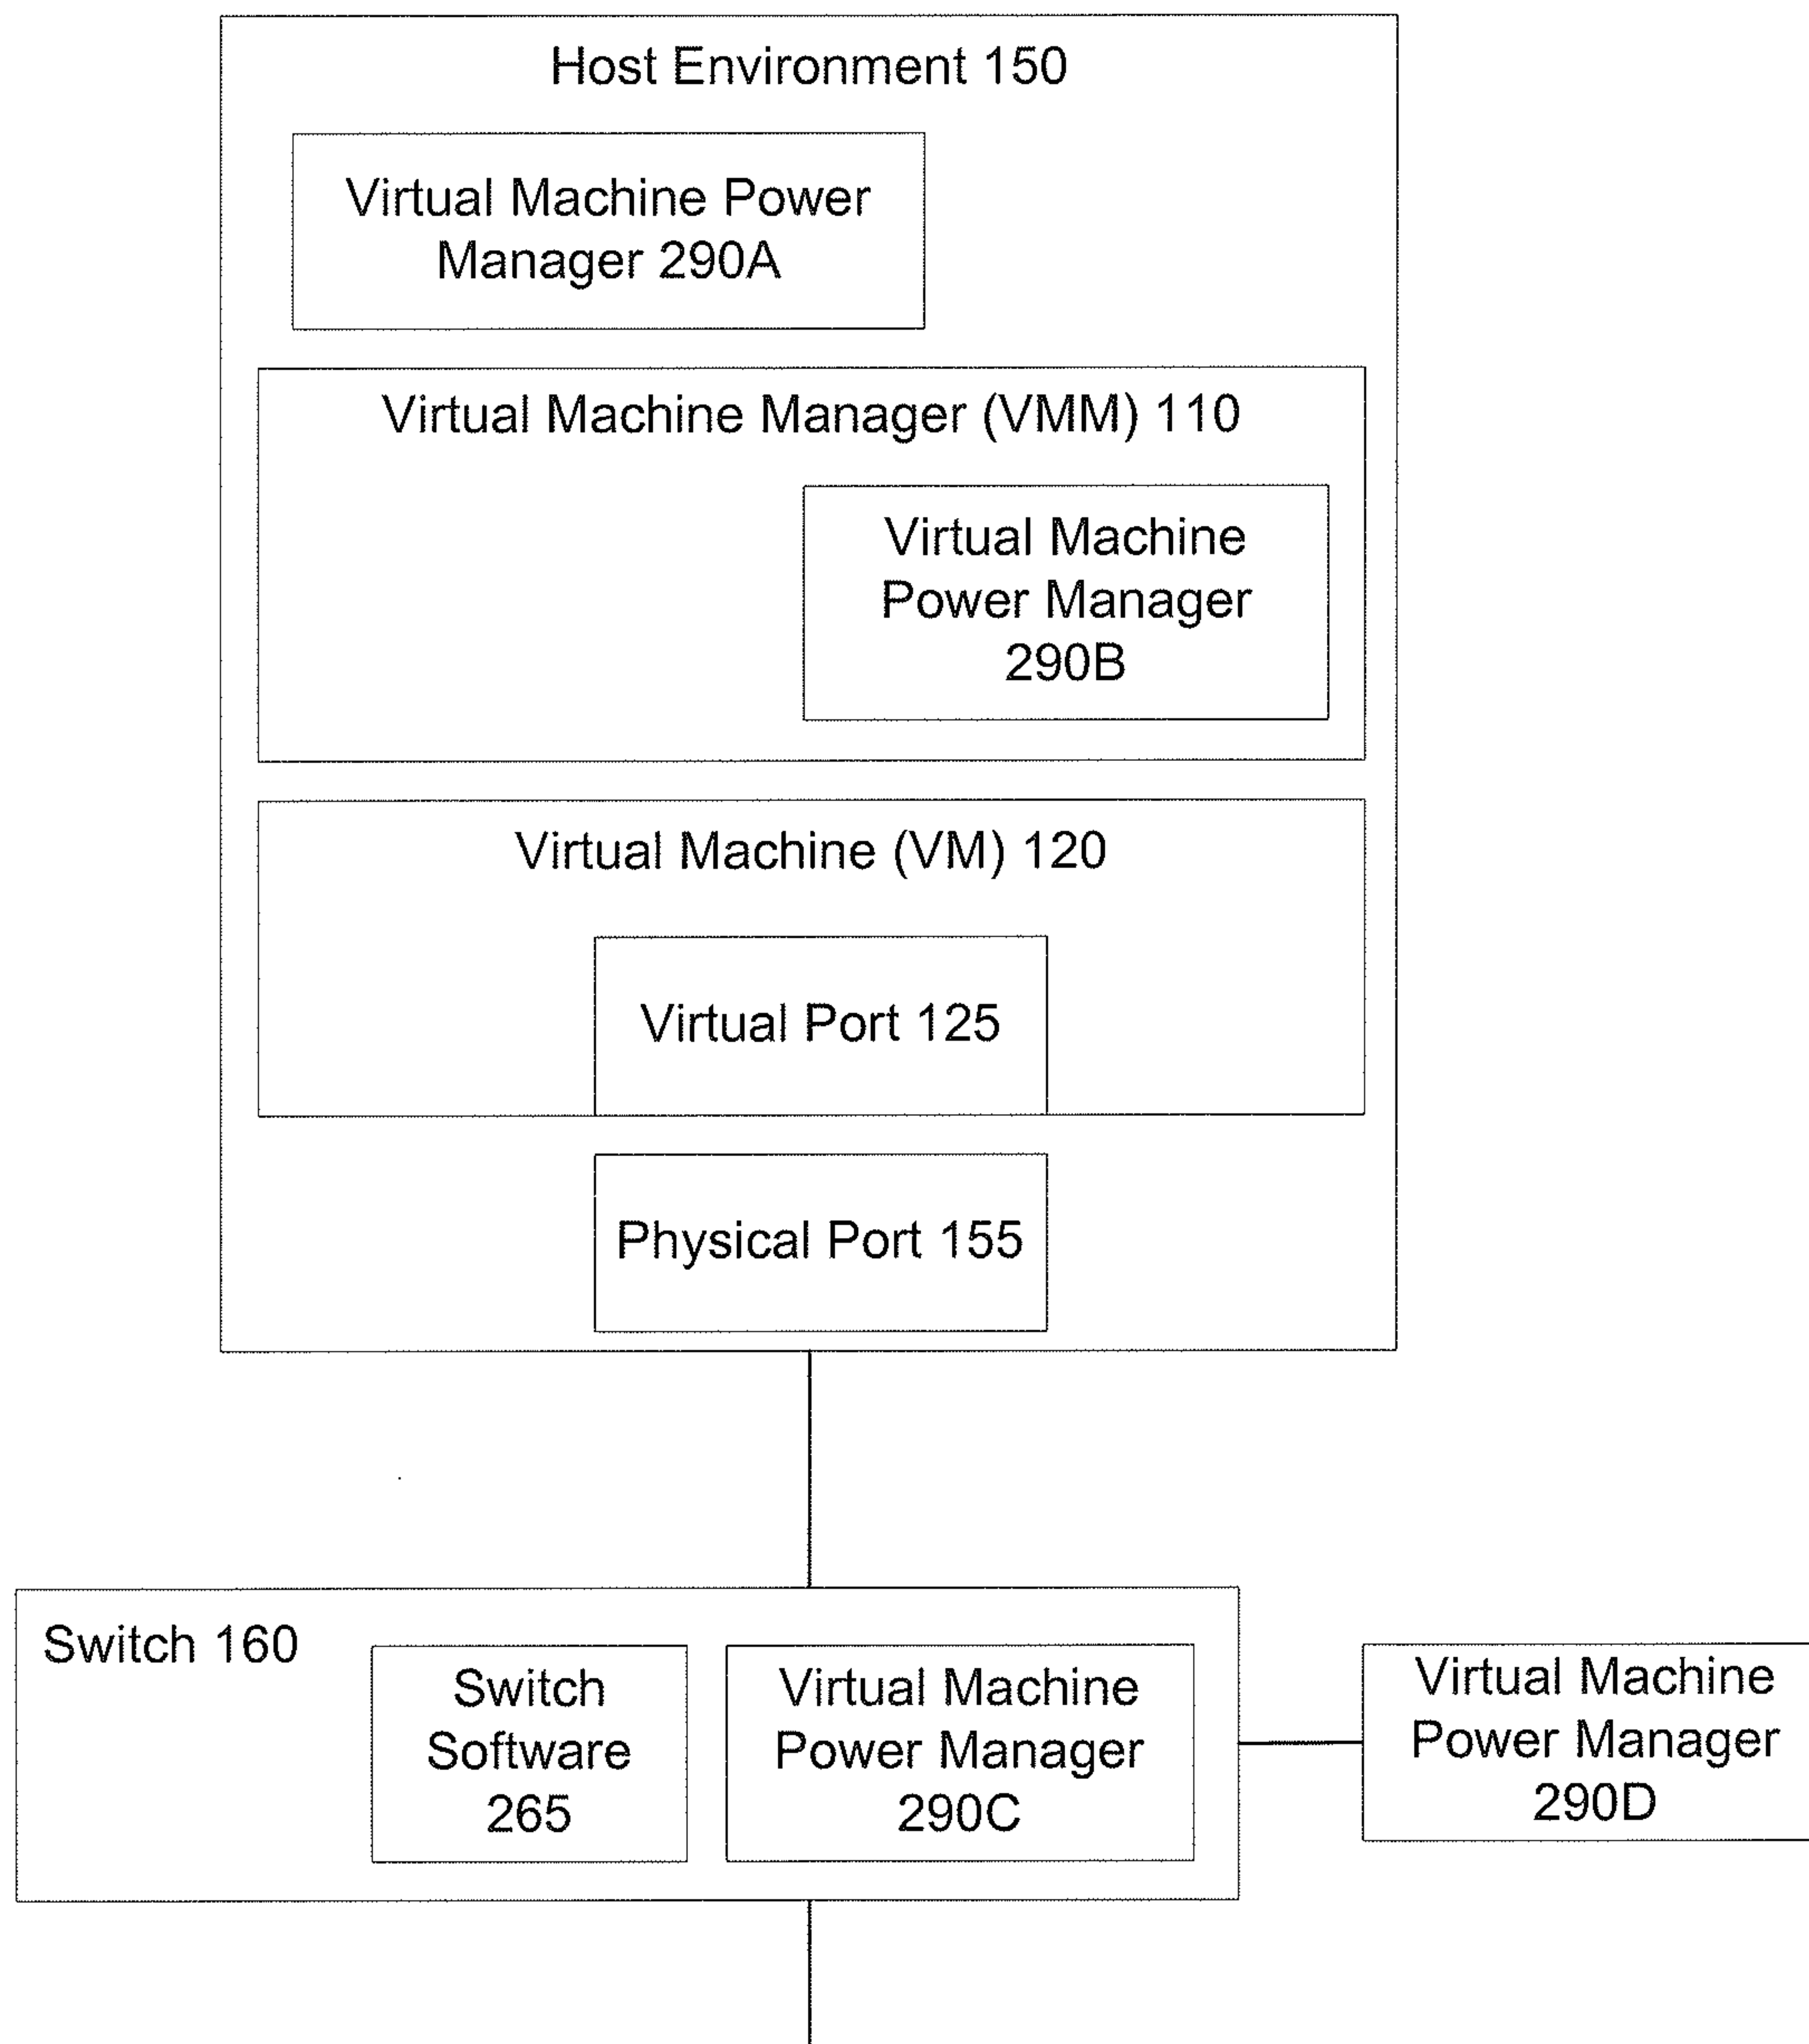 Host Environment 150
Virtual Machine Power
Manager 290A
Virtual Machine Manager (VMM) 110
Virtual Machine
Power Manager
290B
Virtual Machine (VM) 120
Virtual Port 125
Physical Port 155
Switch 160
Switch
Software
265
Virtual Machine
Power Manager
290C
Virtual Machine
Power Manager
290D